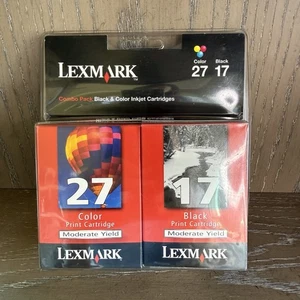 LEXMARK
Color Black
27 17
Combo Pack Black & Color Inkjet Cartridges
27
Color
Print Cartridge
Moderate Yield
LEXMARK
17
Black
Print Cartridge
Moderate Yield
LEXMARK